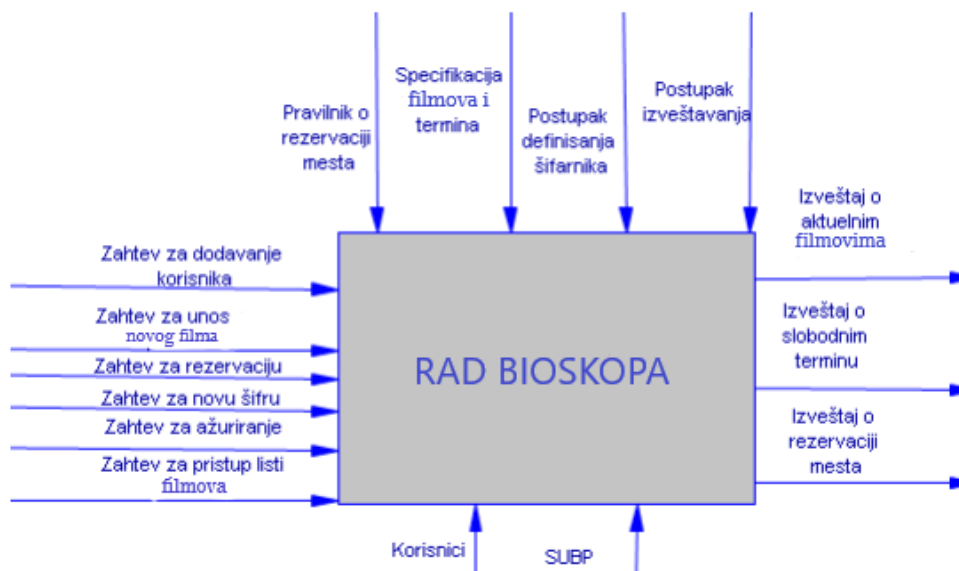 Pravilnik o
rezervaciji
mesta
Specifikacija
filmova i
termina
Postupak
definisanja
šifarnika
Postupak
izveštavanja
Zahtev za dodavanje
korisnika
Zahtev za unos
novog filma
Zahtev za rezervaciju
Zahtev za novu šifru
Zahtev za ažuriranje
Zahtev za pristup listi
filmova
RAD BIOSKOPA
Izveštaj o
aktuelnim
filmovima
Izveštaj o
slobodnim
terminu
Izveštaj o
rezervaciji
mesta
Korisnici
SUBP